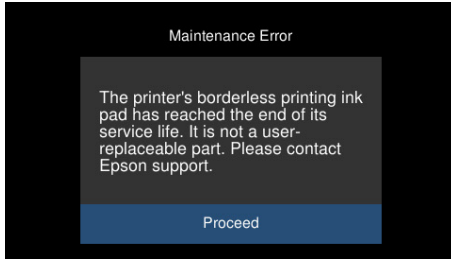 Maintenance Error
The printer's borderless printing ink
pad has reached the end of its
service life. It is not a user-
replaceable part. Please contact
Epson support.
Proceed